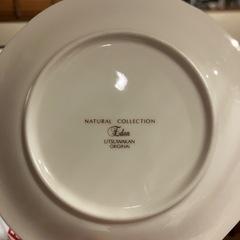 NATURAL COLLECTION
Eden
UTSUWAKAN
ORIGINAL